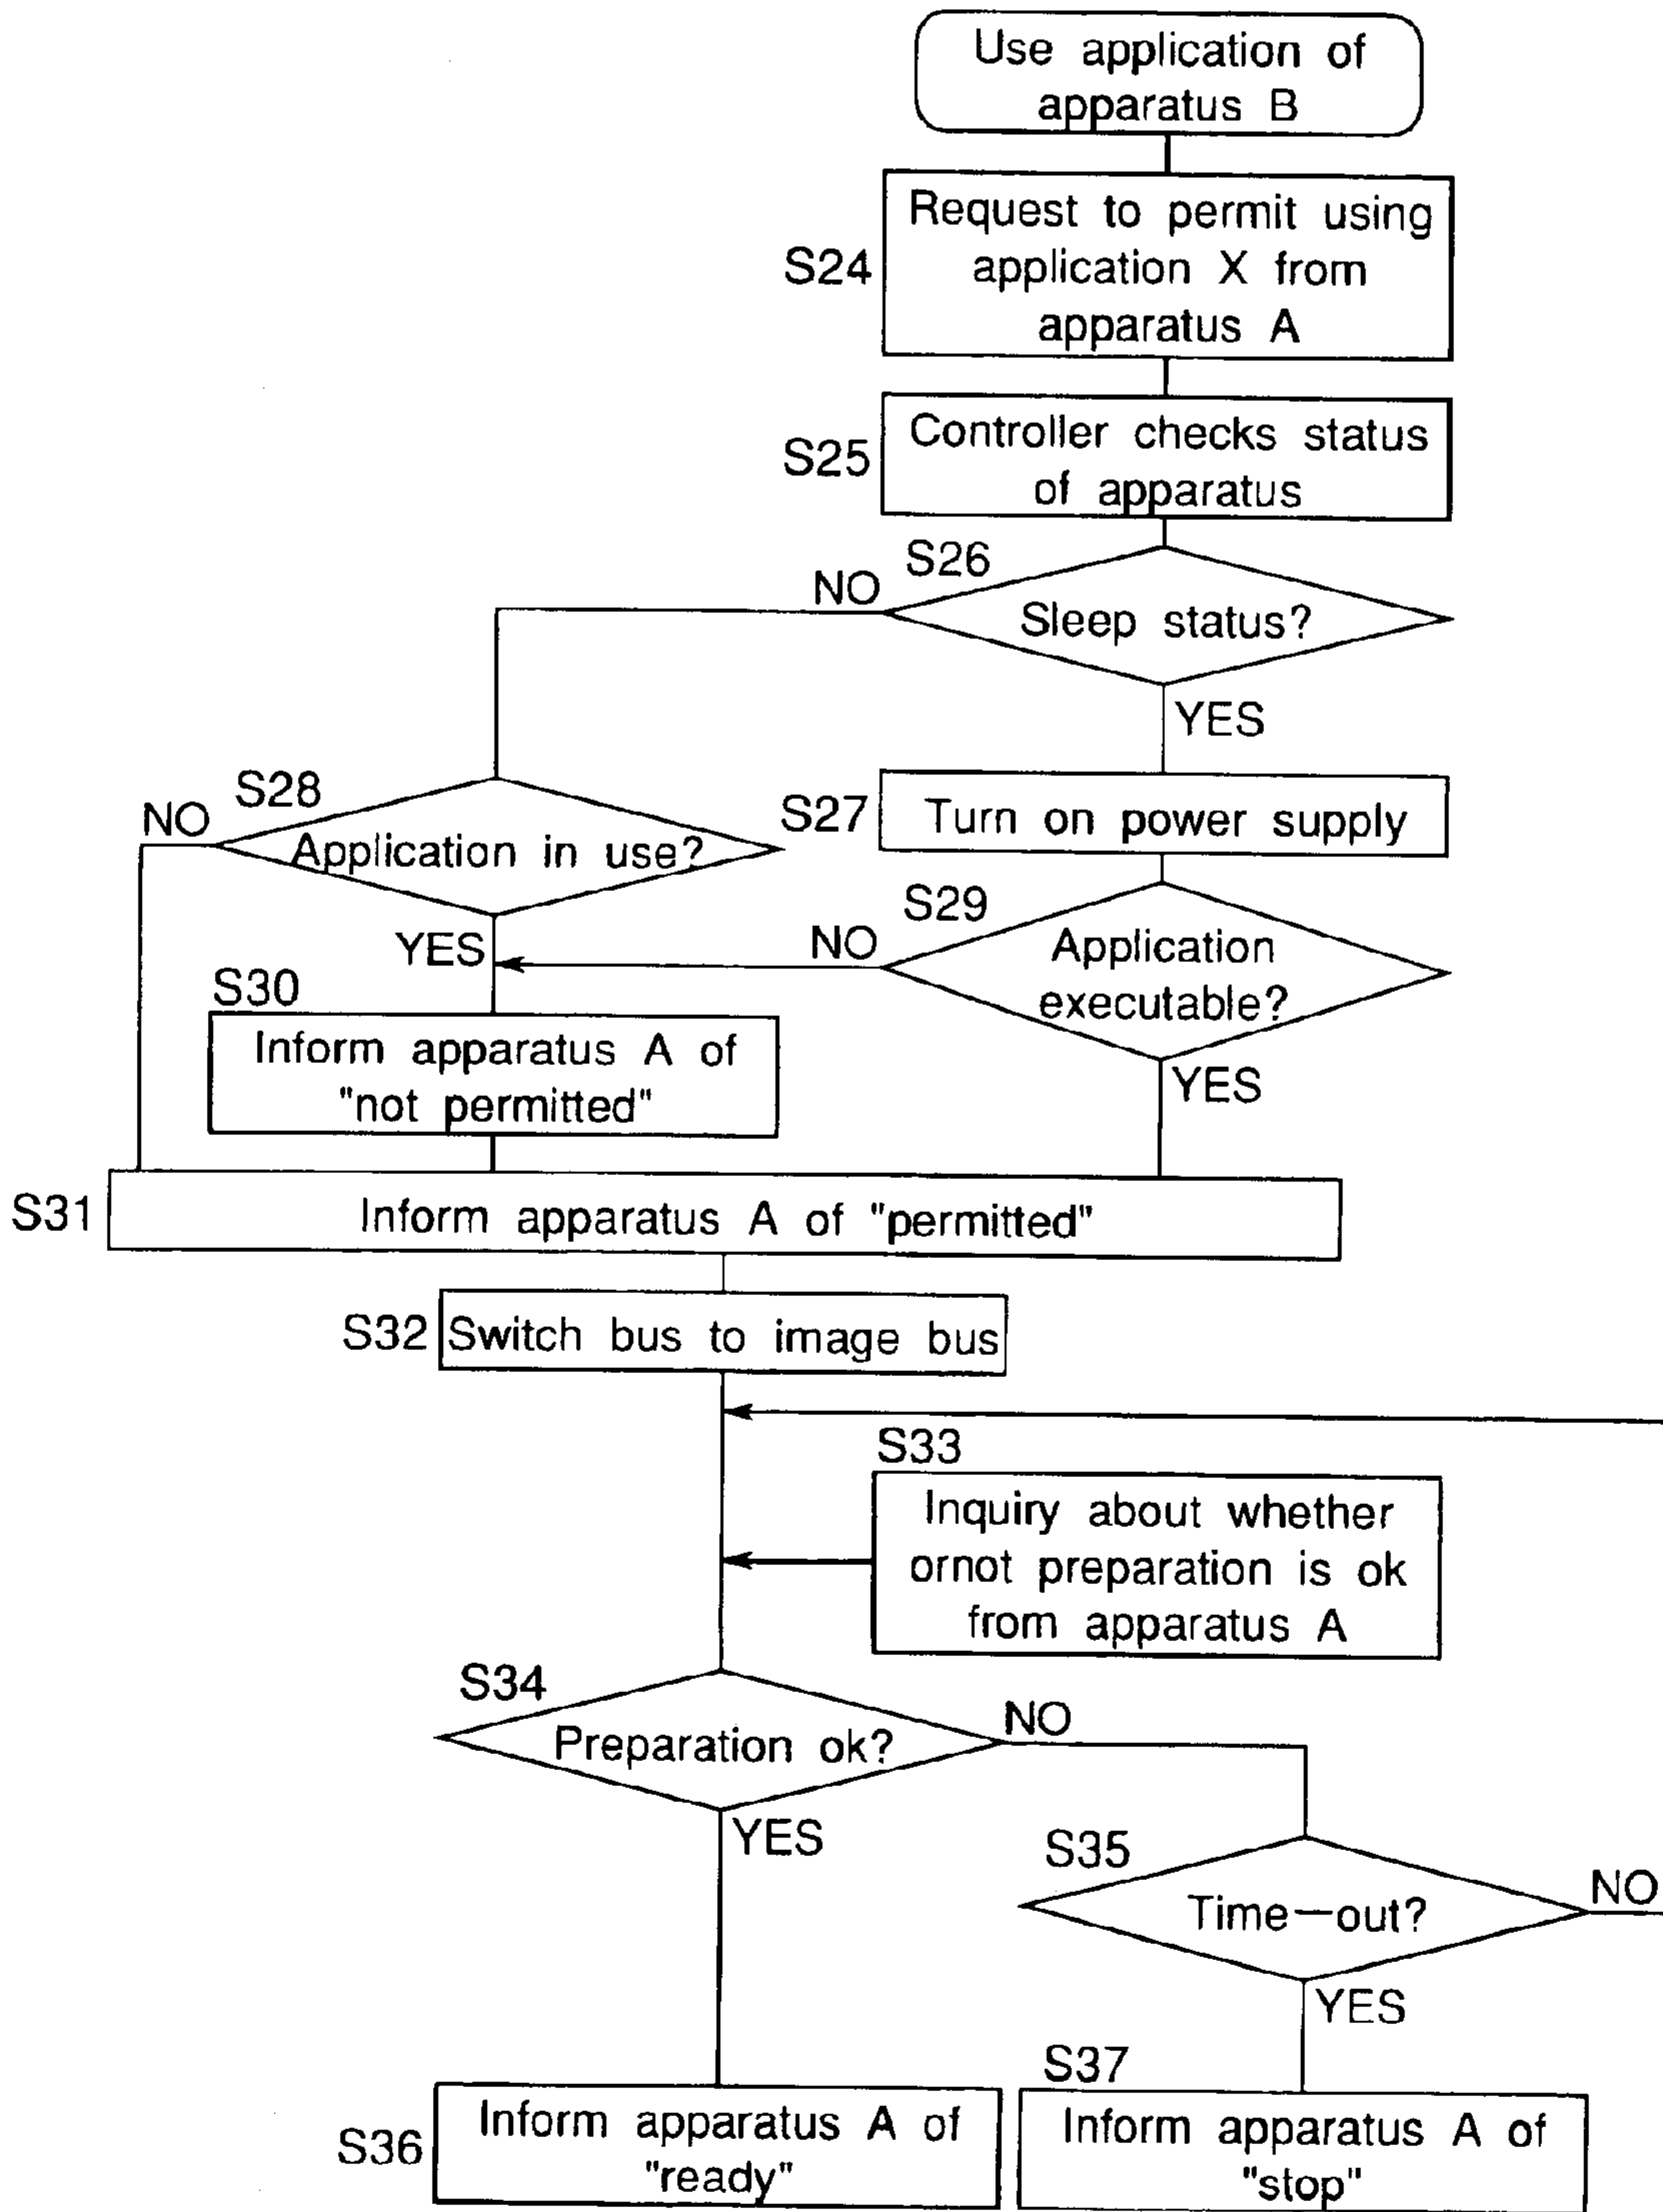 Use application of
apparatus B
S24
Request to permit using
application X from
apparatus A
S25
Controller checks status
of apparatus
S26
NO
Sleep status?
YES
S28
NO
Application in use?
YES
S27
Turn on power supply
S29
NO
Application
executable?
YES
S30
Inform apparatus A of
"not permitted"
S31
Inform apparatus A of "permitted"
S32
Switch bus to image bus
S33
Inquiry about whether
ornot preparation is ok
from apparatus A
S34
Preparation ok?
NO
YES
S35
Time—out?
NO
YES
S36
Inform apparatus A of
"ready"
S37
Inform apparatus A of
"stop"